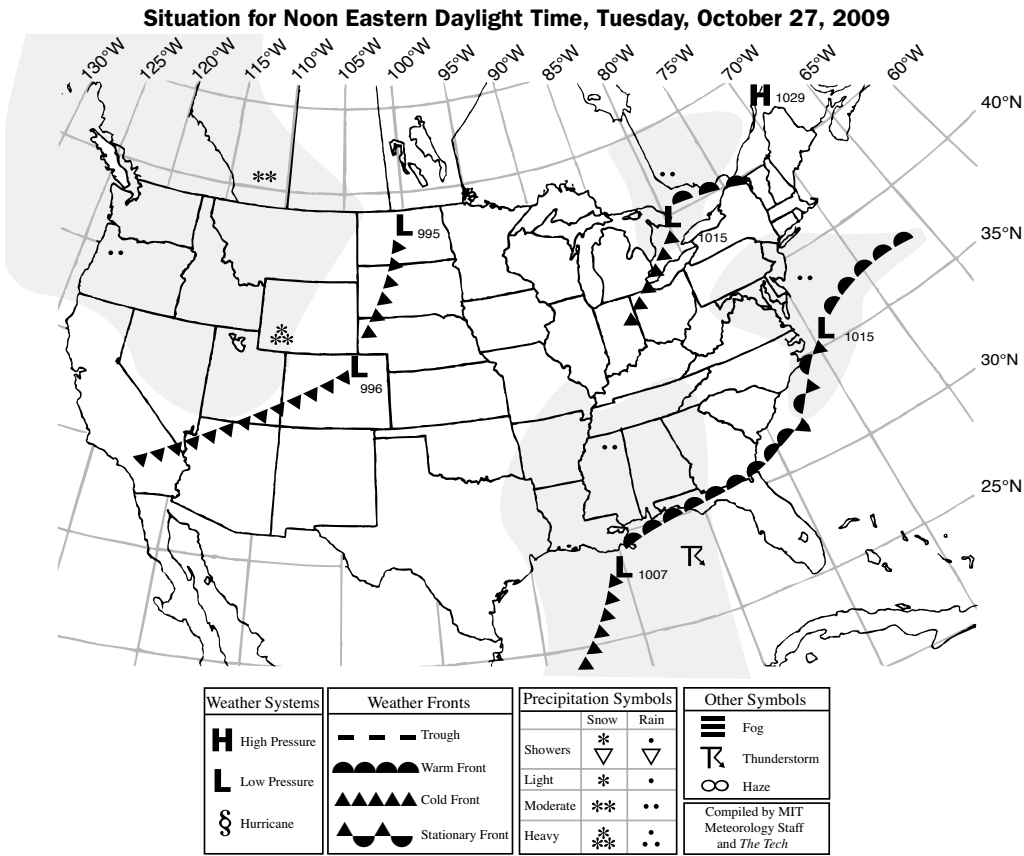 Situation for Noon Eastern Daylight Time, Tuesday, October 27, 2009
130°W 125°W 120°W 115°W 110°W 105°W 100°W 95°W 90°W 85°W 80°W 75°W 70°W 65°W 60°W
H 1029
40°N
L 995
L 1015
35°N
L 1015
L 996
30°N
25°N
L 1007
Weather Systems
H High Pressure
L Low Pressure
Hurricane
Weather Fronts
Trough
Warm Front
Cold Front
Stationary Front
Precipitation Symbols
Snow Rain
Showers
Light
Moderate
Heavy
Other Symbols
Fog
Thunderstorm
Haze
Compiled by MIT
Meteorology Staff
and The Tech